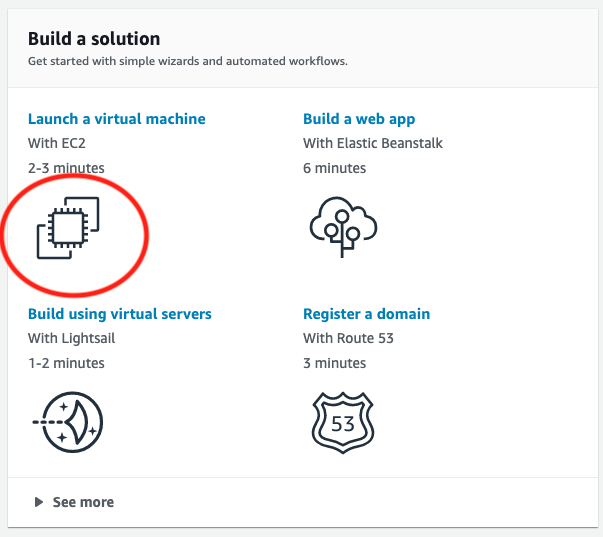 Build a solution
Get started with simple wizards and automated workflows.
Launch a virtual machine
With EC2
2-3 minutes
Build a web app
With Elastic Beanstalk
6 minutes
Build using virtual servers
With Lightsail
1-2 minutes
Register a domain
With Route 53
3 minutes
53
See more